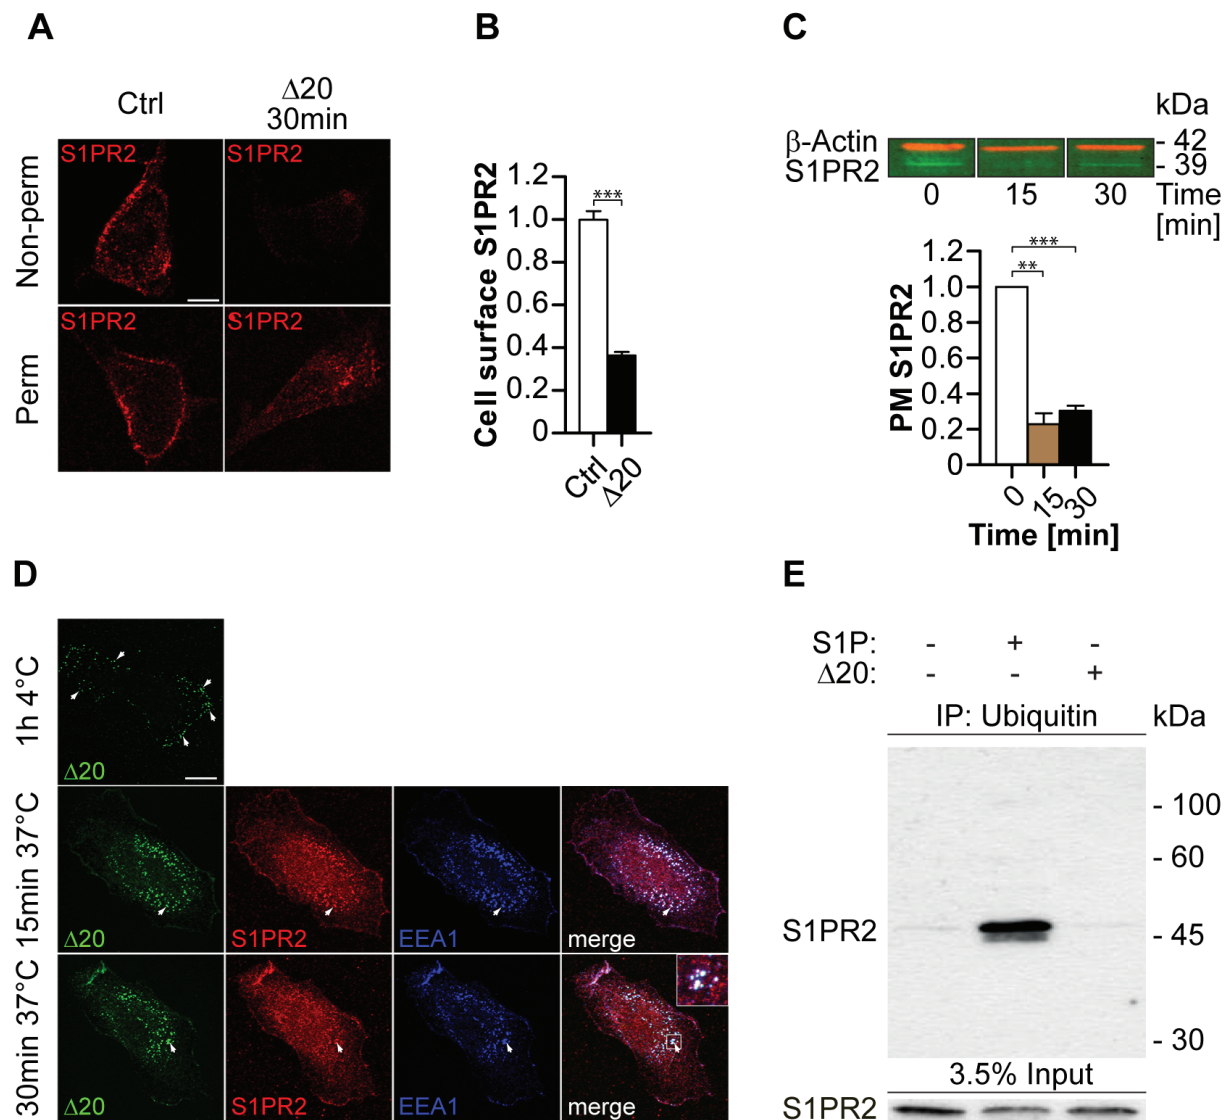 A
Ctrl
Δ20
30min
Non-perm
S1PR2
S1PR2
Perm
S1PR2
S1PR2
B
Cell surface S1PR2
1.2
1.0
0.8
0.6
0.4
0.2
0
***
Ctrl
Δ20
C
kDa
β-Actin
- 42
S1PR2
- 39
0
15
30
Time
[min]
PM S1PR2
1.2
1.0
0.8
0.6
0.4
0.2
0
***
**
0
15
30
Time [min]
D
1h 4°C
Δ20
15min 37°C
Δ20
S1PR2
EEA1
merge
30min 37°C
Δ20
S1PR2
EEA1
merge
E
S1P: - + -
Δ20: - - +
IP: Ubiquitin
kDa
- 100
- 60
S1PR2
- 45
- 30
3.5% Input
S1PR2